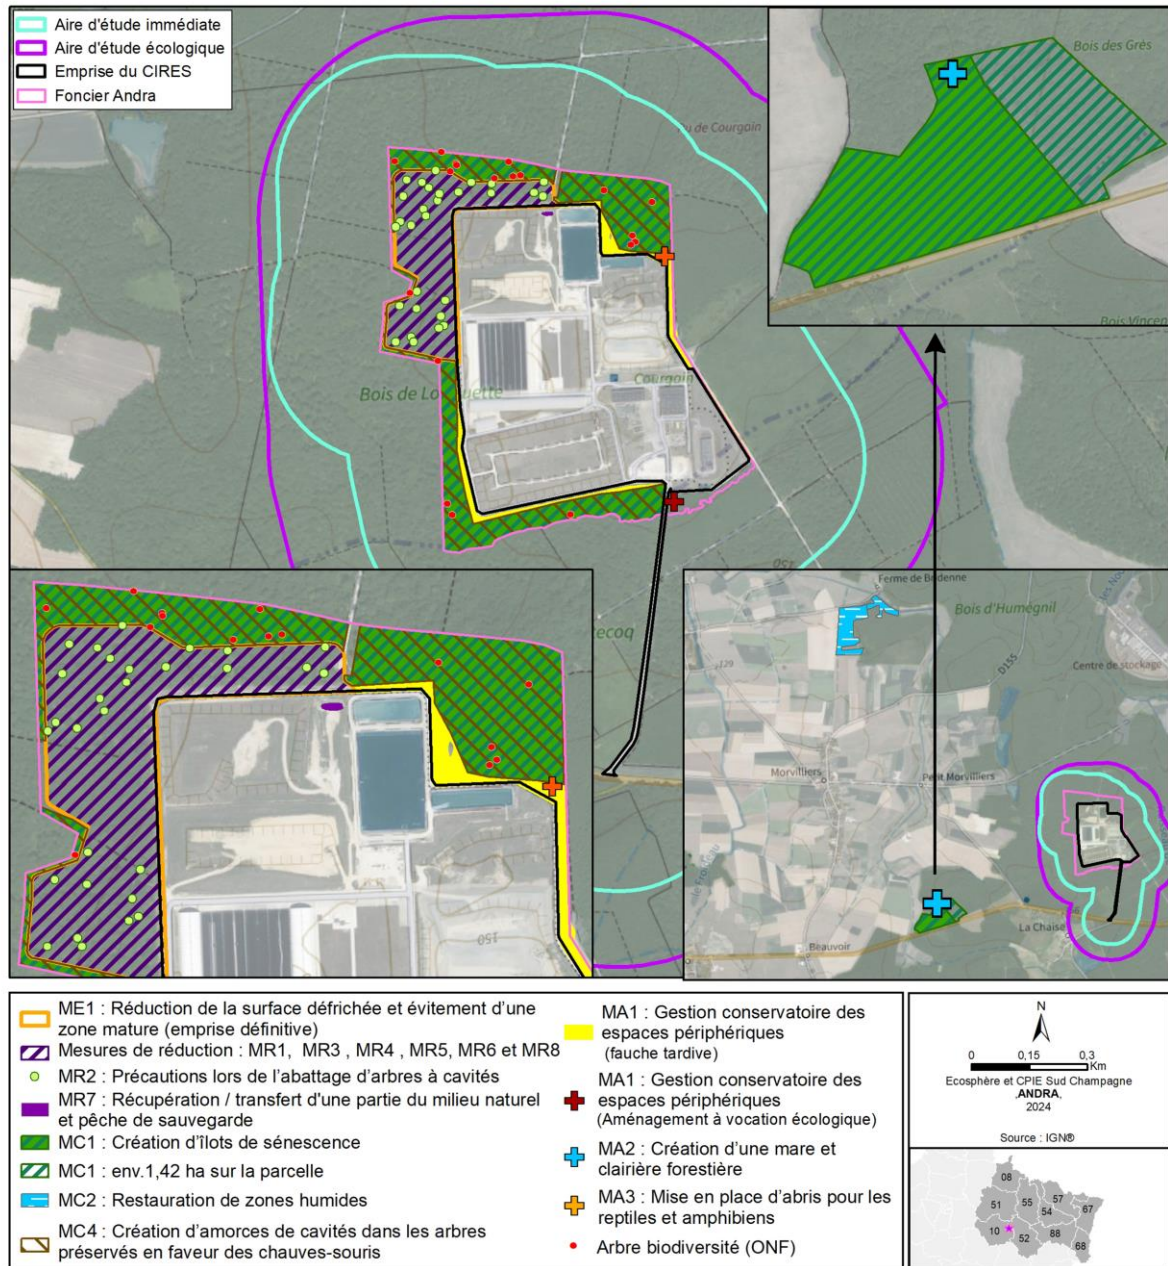 Aire d'étude immédiate
Aire d'étude écologique
Emprise du CIRES
Foncier Andra
Bois des Grès
de Courgain
Bois
Courgain
150
Ferme de
Bois d'Humégnil
D155
Centre de stockage
129
Morvilliers
Petit Morvilliers
Beauvoir
La Chaise
150
ME1 : Réduction de la surface défrichée et évitement d'une
zone mature (emprise définitive)
Mesures de réduction : MR1, MR3 , MR4 , MR5, MR6 et MR8
MR2 : Précautions lors de l'abattage d'arbres à cavités
MR7 : Récupération / transfert d'une partie du milieu naturel
et pêche de sauvegarde
MC1 : Création d'îlots de sénescence
MC1 : env.1,42 ha sur la parcelle
MC2 : Restauration de zones humides
MC4 : Création d'amorces de cavités dans les arbres
préservés en faveur des chauves-souris
MA1 : Gestion conservatoire des
espaces périphériques
(fauche tardive)
MA1 : Gestion conservatoire des
espaces périphériques
(Aménagement à vocation écologique)
MA2 : Création d'une mare et
clairière forestière
MA3 : Mise en place d'abris pour les
reptiles et amphibiens
Arbre biodiversité (ONF)
N
0 0,15 0,3
Km
Ecosphère et CPIE Sud Champagne
,ANDRA,
2024
Source : IGN®
08
51
55
57
54
67
10
52
88
68